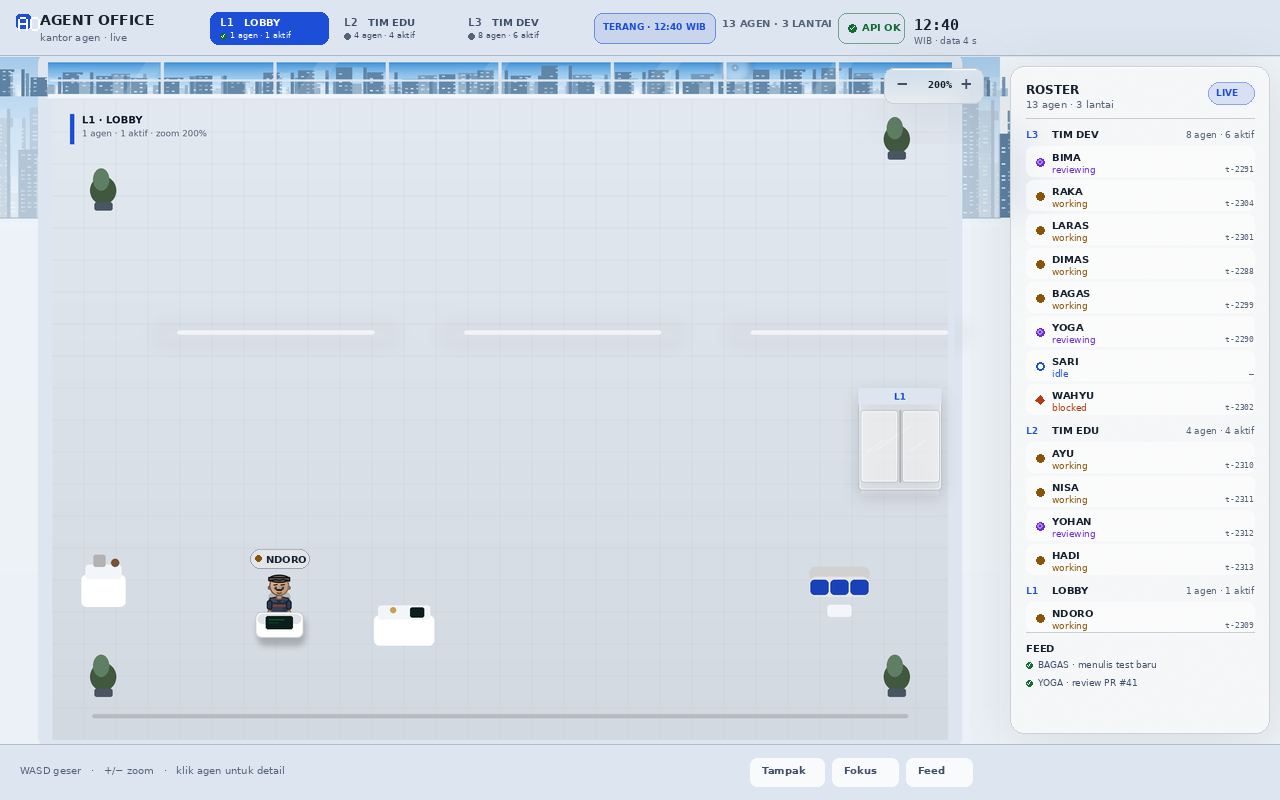 AGENT OFFICE
kantor agen · live
L1 LOBBY
1 agen · 1 aktif
L2 TIM EDU
4 agen · 4 aktif
L3 TIM DEV
8 agen · 6 aktif
TERANG · 12:40 WIB
13 AGEN · 3 LANTAI
API OK
12:40
WIB · data 4 s
− 200% +
L1 · LOBBY
1 agen · 1 aktif · zoom 200%
L1
NDORO
ROSTER
13 agen · 3 lantai
LIVE
L3 TIM DEV 8 agen · 6 aktif
BIMA
reviewing t-2291
RAKA
working t-2304
LARAS
working t-2301
DIMAS
working t-2288
BAGAS
working t-2299
YOGA
reviewing t-2290
SARI
idle —
WAHYU
blocked t-2302
L2 TIM EDU 4 agen · 4 aktif
AYU
working t-2310
NISA
working t-2311
YOHAN
reviewing t-2312
HADI
working t-2313
L1 LOBBY 1 agen · 1 aktif
NDORO
working t-2309
FEED
BAGAS · menulis test baru
YOGA · review PR #41
WASD geser · +/− zoom · klik agen untuk detail
Tampak
Fokus
Feed